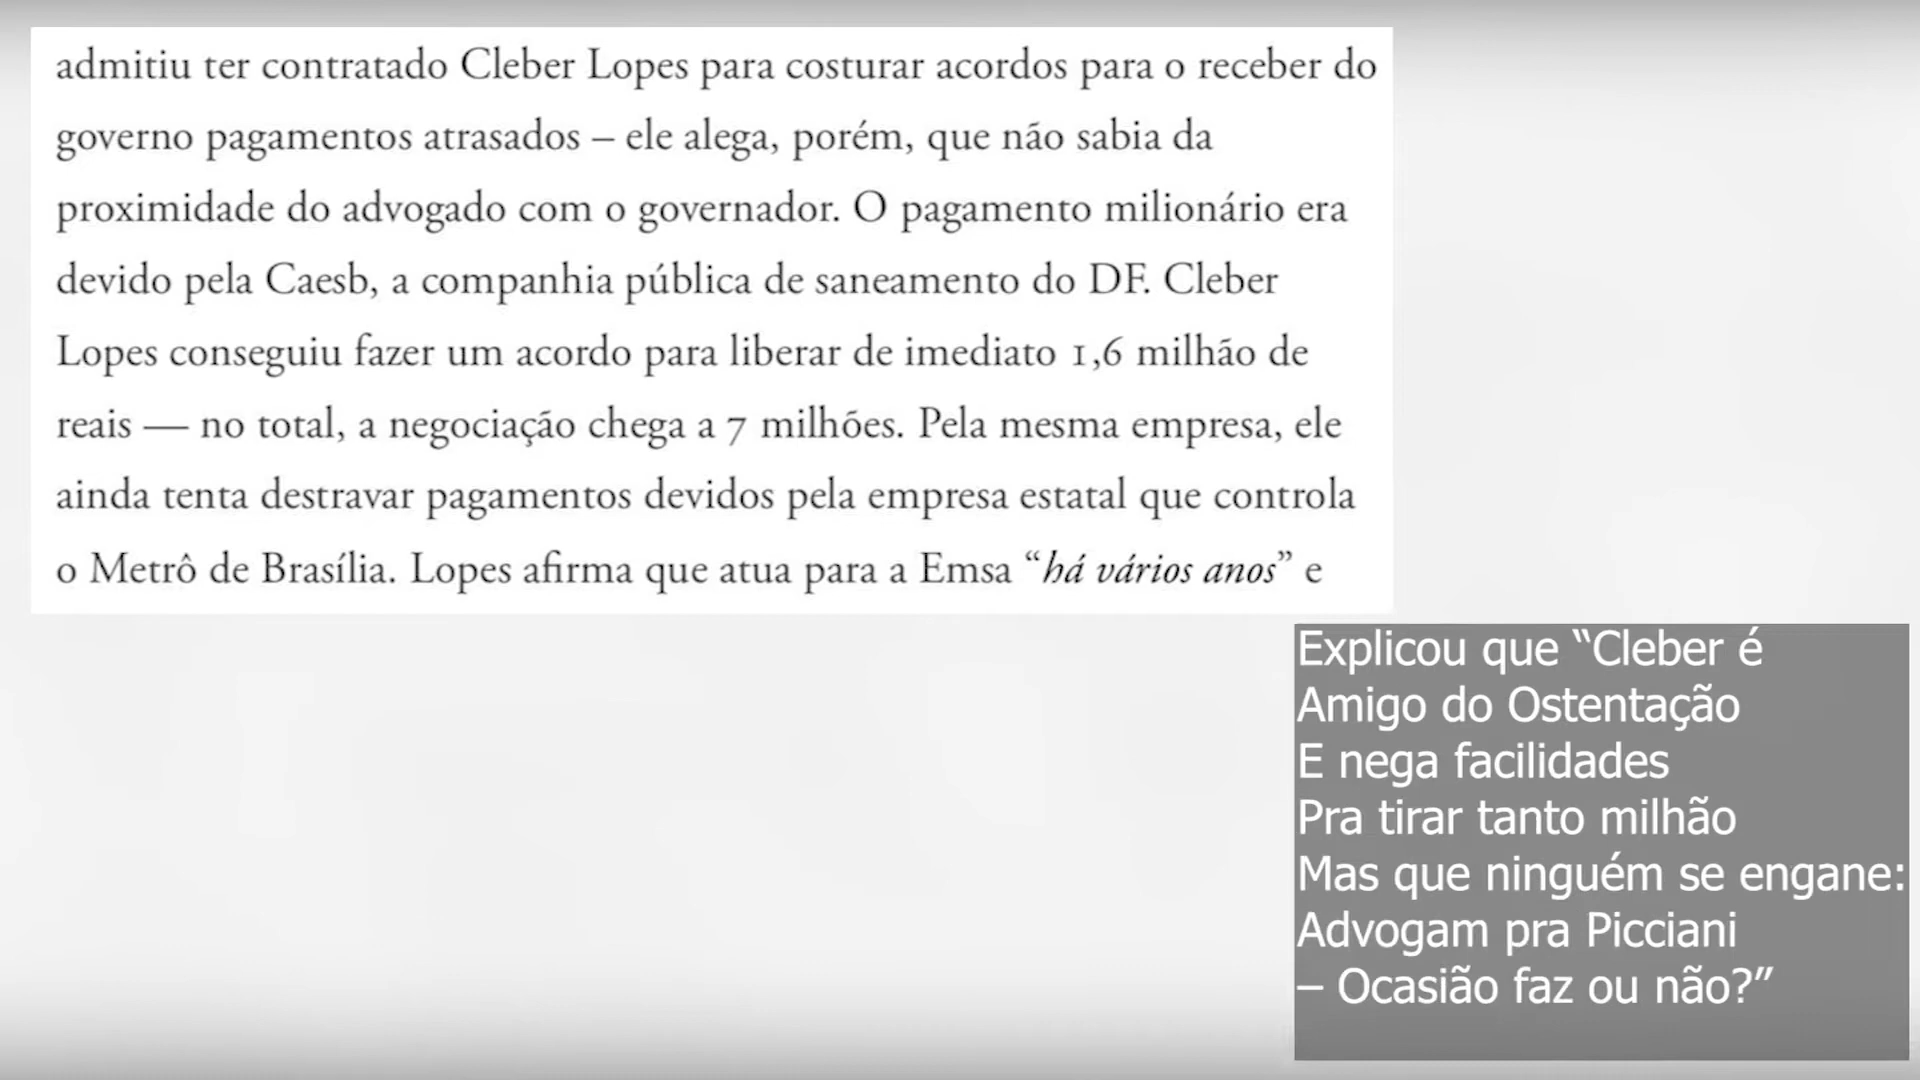 admitiu ter contratado Cleber Lopes para costurar acordos para o receber do
governo pagamentos atrasados – ele alega, porém, que não sabia da
proximidade do advogado com o governador. O pagamento milionário era
devido pela Caesb, a companhia pública de saneamento do DF. Cleber
Lopes conseguiu fazer um acordo para liberar de imediato 1,6 milhão de
reais — no total, a negociação chega a 7 milhões. Pela mesma empresa, ele
ainda tenta destravar pagamentos devidos pela empresa estatal que controla
o Metrô de Brasília. Lopes afirma que atua para a Emsa “há vários anos” e
Explicou que “Cleber é
Amigo do Ostentação
E nega facilidades
Pra tirar tanto milhão
Mas que ninguém se engane:
Advogam pra Picciani
– Ocasião faz ou não?”